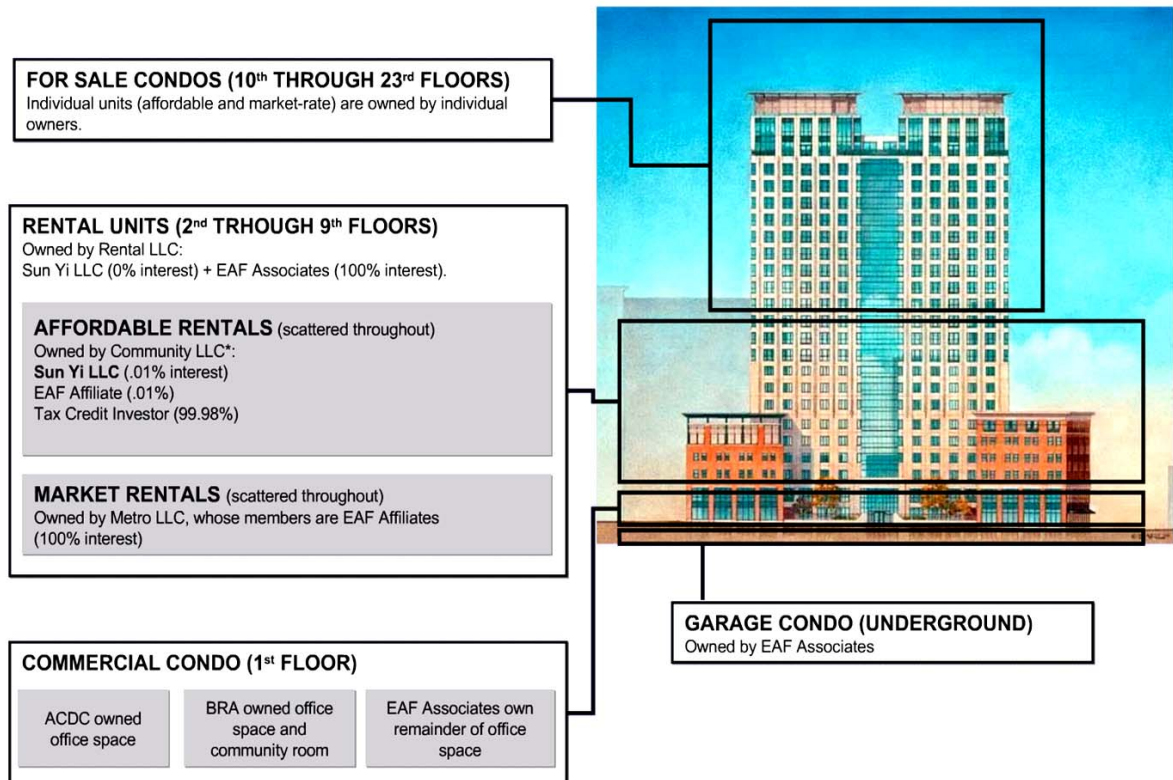 FOR SALE CONDOS (10th THROUGH 23rd FLOORS)
Individual units (affordable and market-rate) are owned by individual
owners.
RENTAL UNITS (2nd TRHOUGH 9th FLOORS)
Owned by Rental LLC:
Sun Yi LLC (0% interest) + EAF Associates (100% interest).
AFFORDABLE RENTALS (scattered throughout)
Owned by Community LLC*:
Sun Yi LLC (.01% interest)
EAF Affiliate (.01%)
Tax Credit Investor (99.98%)
MARKET RENTALS (scattered throughout)
Owned by Metro LLC, whose members are EAF Affiliates
(100% interest)
GARAGE CONDO (UNDERGROUND)
Owned by EAF Associates
COMMERCIAL CONDO (1st FLOOR)
ACDC owned
office space
BRA owned office
space and
community room
EAF Associates own
remainder of office
space